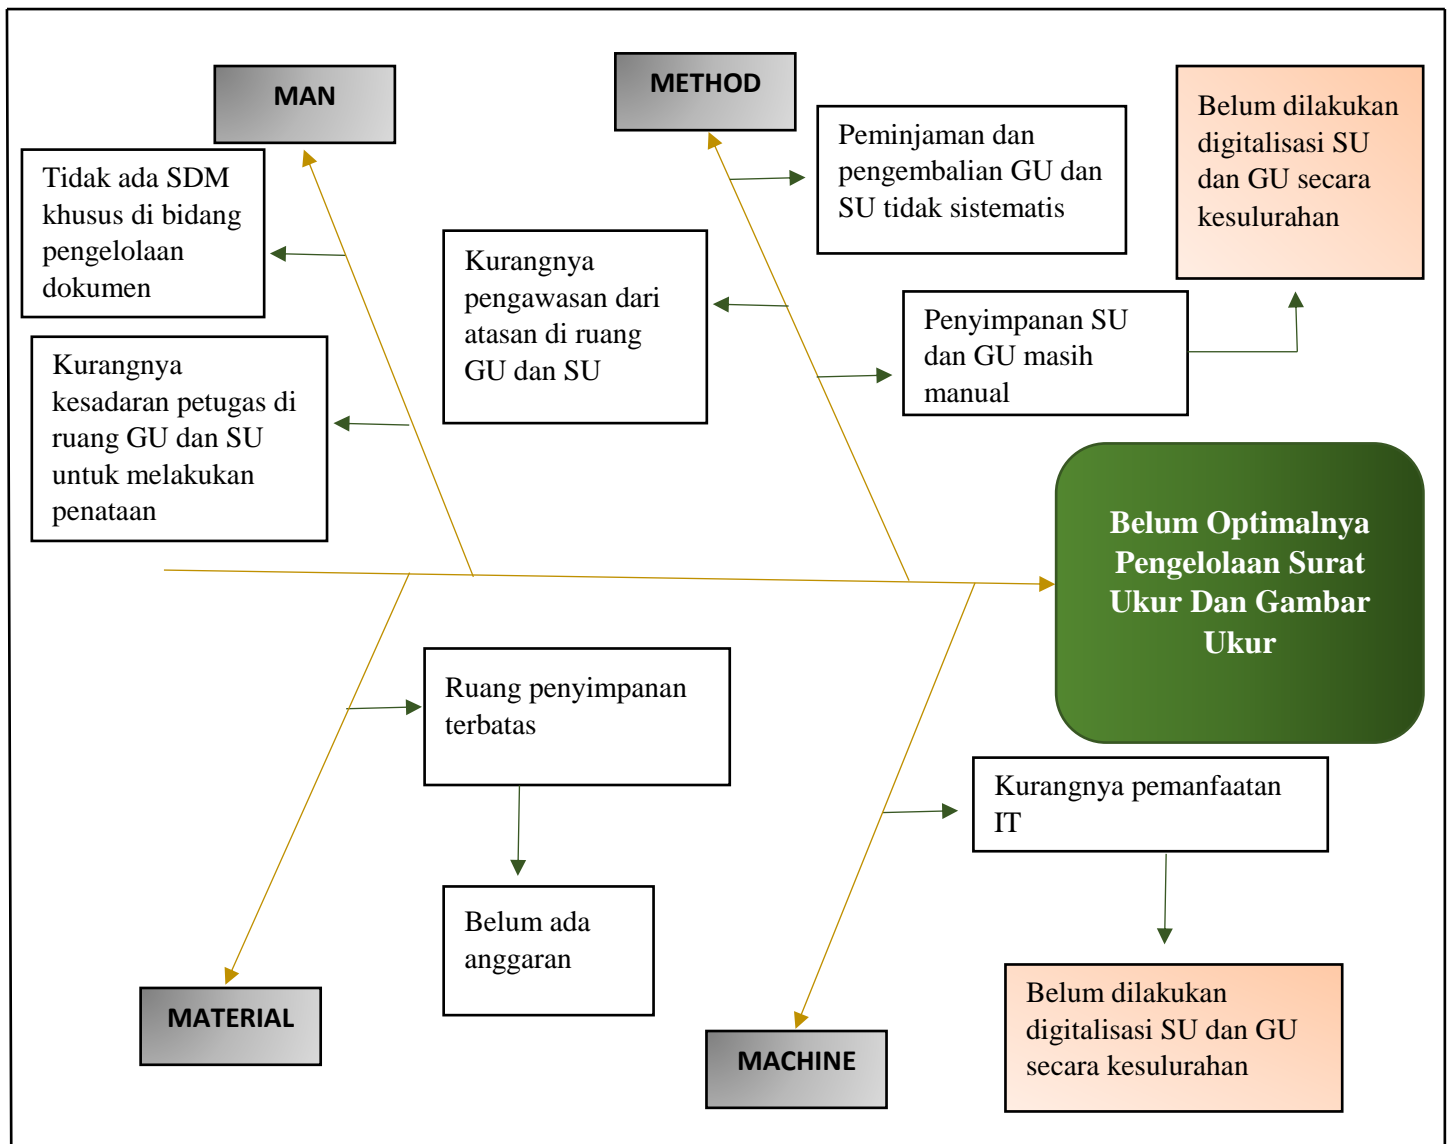 MAN
METHOD
Belum dilakukan
digitalisasi SU
dan GU secara
kesulurahan
Peminjaman dan
pengembalian GU dan
SU tidak sistematis
Tidak ada SDM
khusus di bidang
pengelolaan
dokumen
Kurangnya
pengawasan dari
atasan di ruang
GU dan SU
Penyimpanan SU
dan GU masih
manual
Kurangnya
kesadaran petugas di
ruang GU dan SU
untuk melakukan
penataan
Belum Optimalnya
Pengelolaan Surat
Ukur Dan Gambar
Ukur
Ruang penyimpanan
terbatas
Kurangnya pemanfaatan
IT
Belum ada
anggaran
Belum dilakukan
digitalisasi SU dan GU
secara kesulurahan
MATERIAL
MACHINE